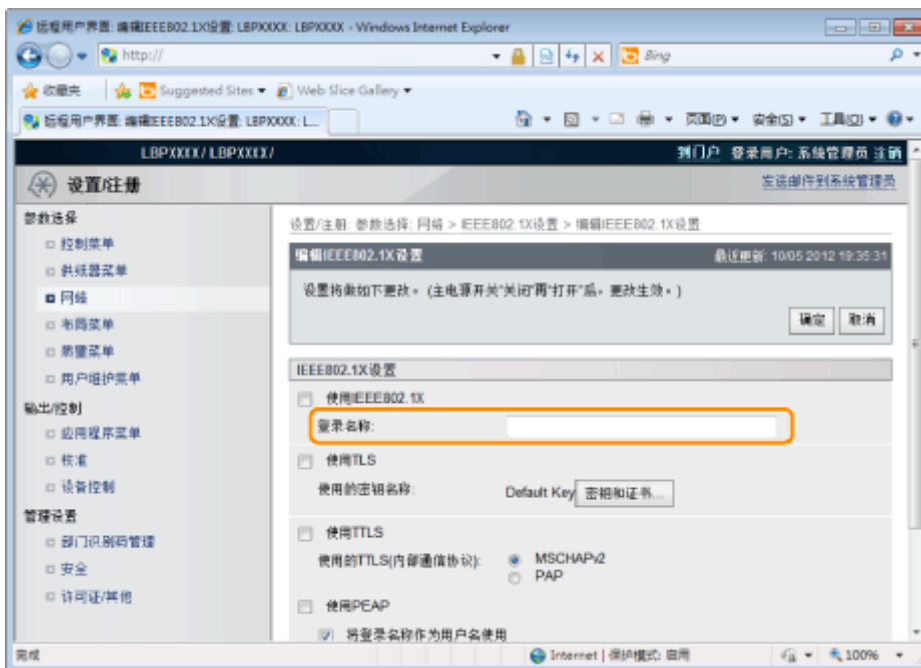 远程用户界面: 编辑IEEE802.1X设置: LBPXXXX: LBPXXXX - Windows Internet Explorer
http://
Bing
收藏夹
Suggested Sites
Web Slice Gallery
远程用户界面: 编辑IEEE802.1X设置: LBPXXXX: L...
页面(P)
安全(S)
工具(O)
LBPXXXX/ LBPXXXX/
到门户 登录用户: 系统管理员 注销
设置/注册
发送邮件到系统管理员
参数选择
控制菜单
供纸器菜单
网络
布局菜单
质量菜单
用户维护菜单
输出/控制
应用程序菜单
校准
设备控制
管理设置
部门识别码管理
安全
许可证/其他
设置/注册: 参数选择: 网络 > IEEE802.1X设置 > 编辑IEEE802.1X设置
编辑IEEE802.1X设置
最近更新: 10/05 2012 19:35:31
设置将做如下更改。(主电源开关"关闭"再"打开"后，更改生效。)
确定
取消
IEEE802.1X设置
使用IEEE802.1X
登录名称:
使用TLS
使用的密钥名称:
Default Key
密钥和证书...
使用TTLS
使用的TTLS(内部通信协议):
MSCHAPv2
PAP
使用PEAP
将登录名称作为用户名使用
完成
Internet | 保护模式: 启用
100%